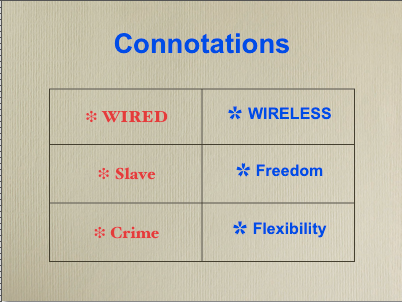 Connotations
❊ WIRED
✻ WIRELESS
❊ Slave
✻ Freedom
❊ Crime
✻ Flexibility